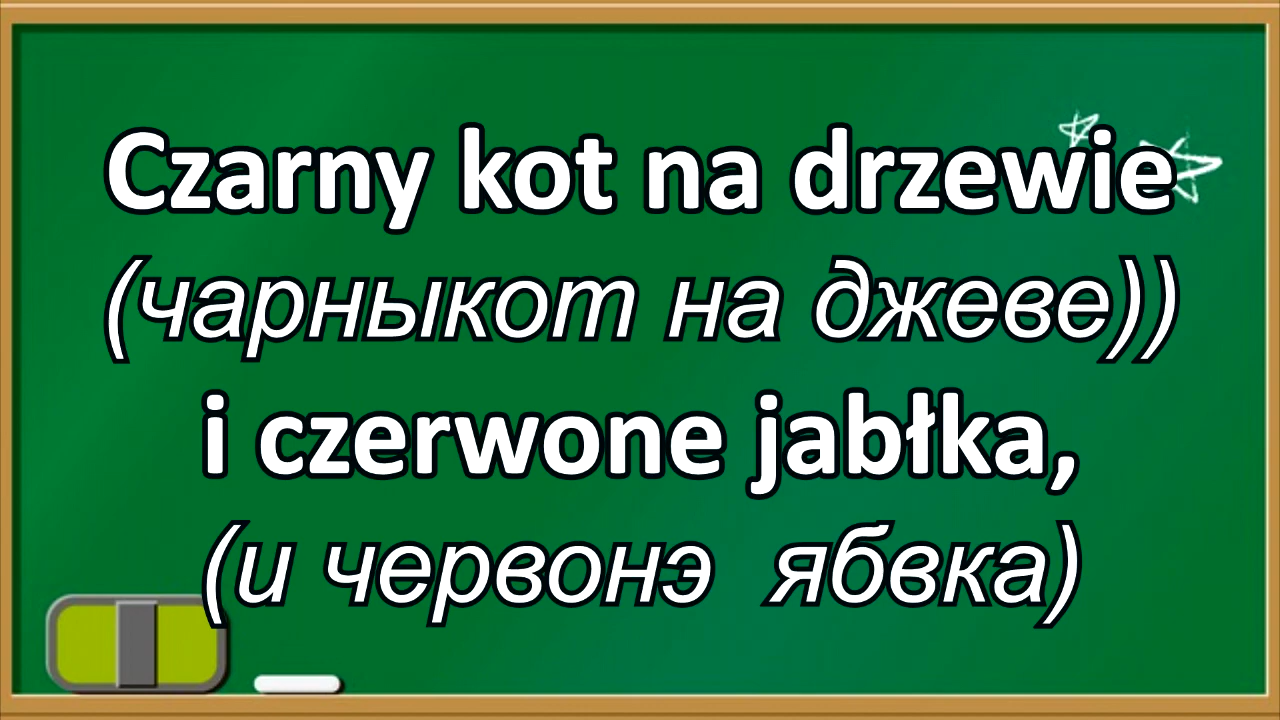 Czarny kot na drzewie
(чарныкот на джеве))
i czerwone jabłka,
(и червонэ ябвка)